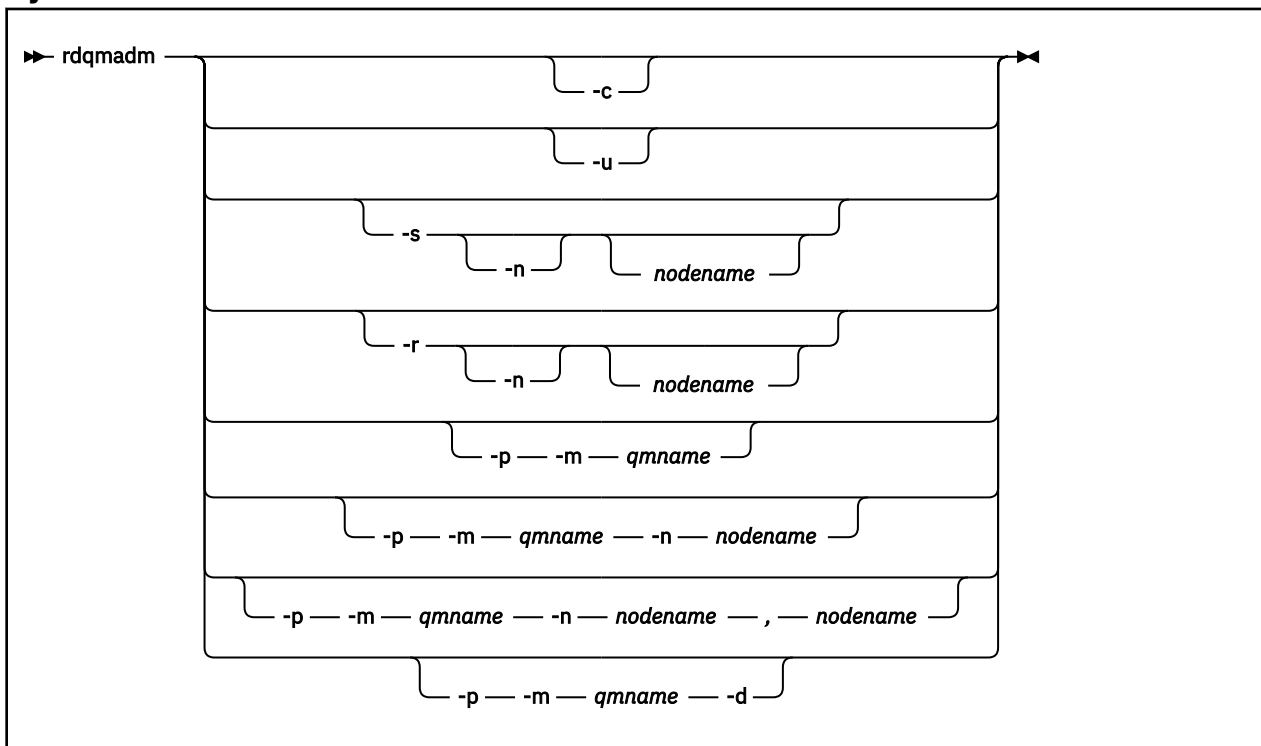 rdqmadm
-c
-u
-s
-n
nodename
-r
-n
nodename
-p -m qmname
-p -m qmname -n nodename
-p -m qmname -n nodename , nodename
-p -m qmname -d